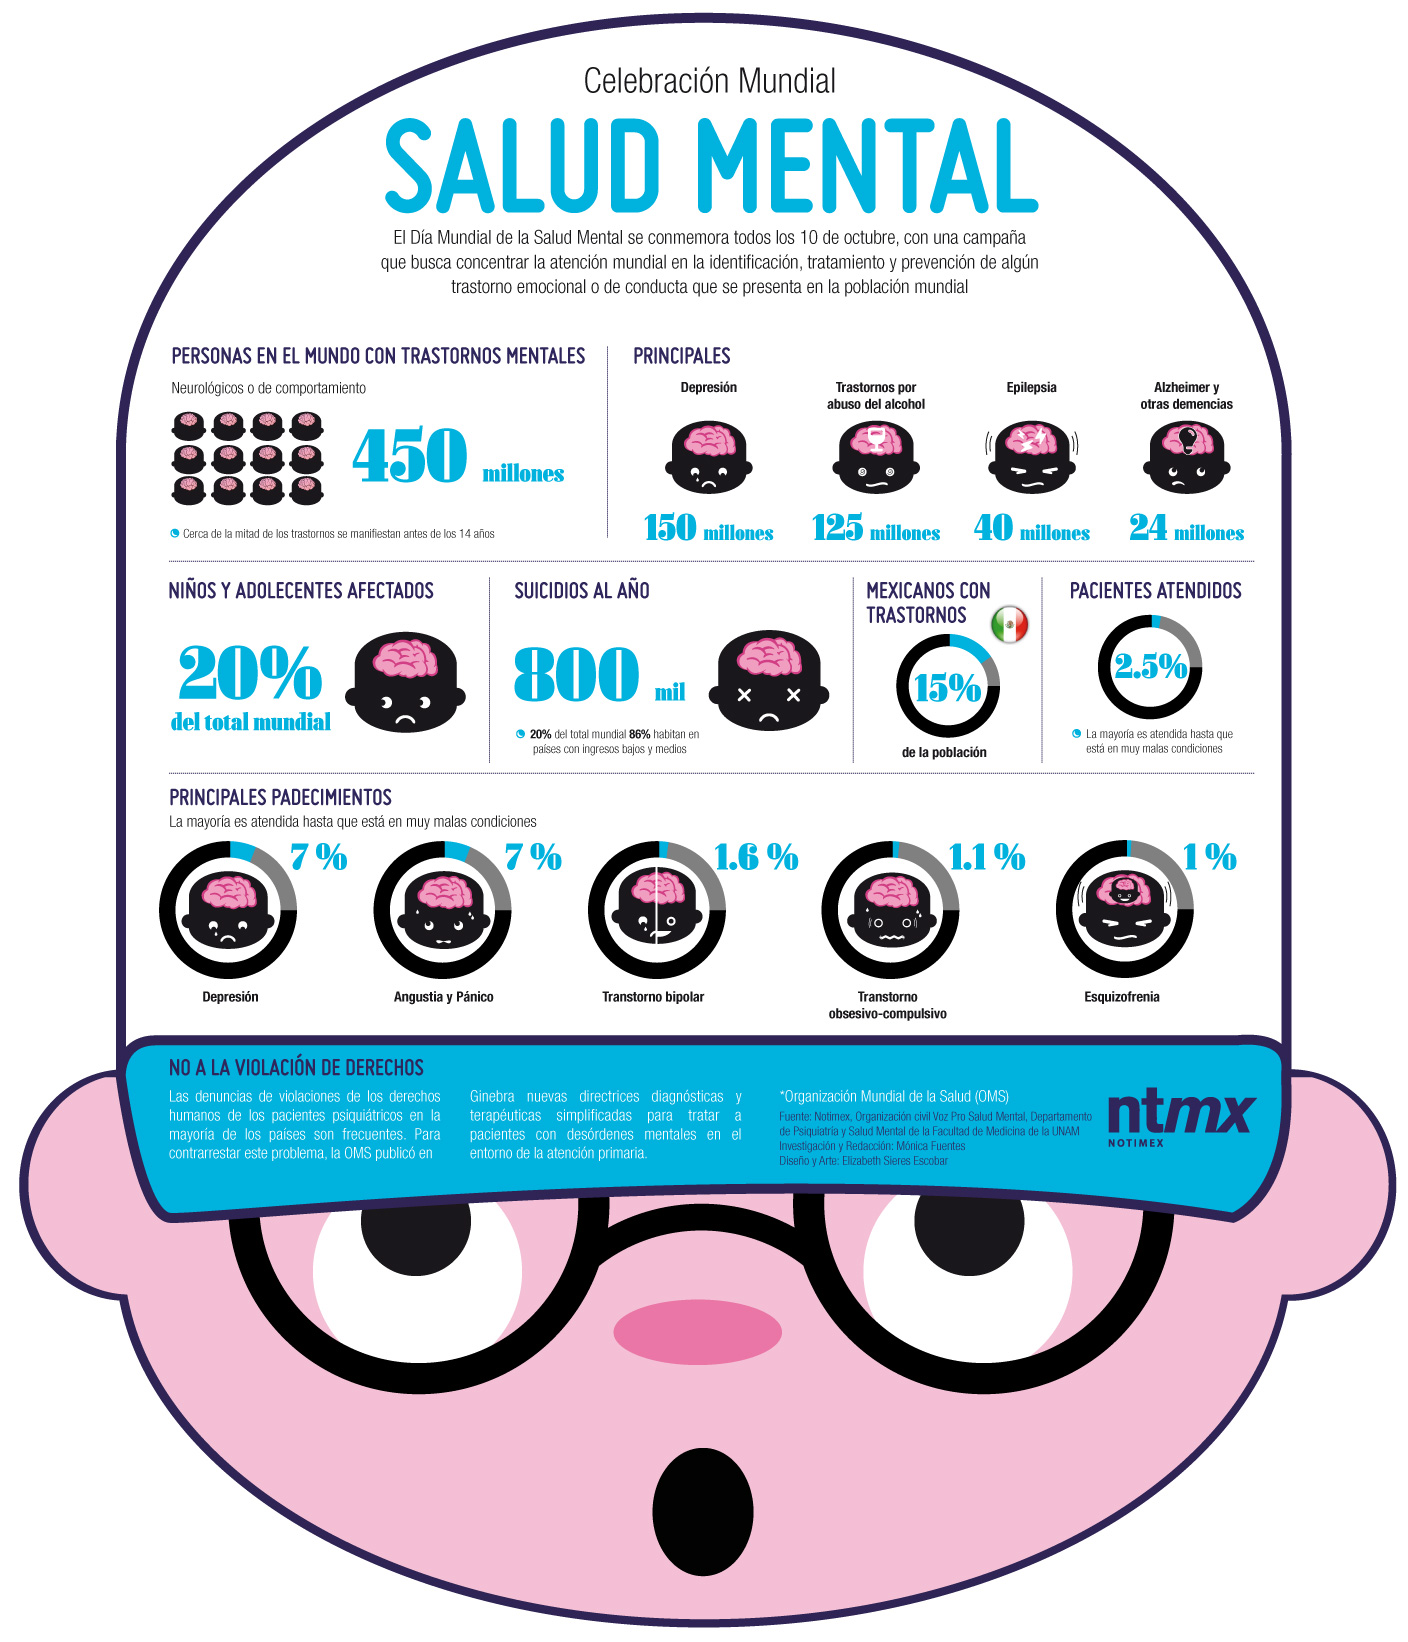 Celebración Mundial
SALUD MENTAL
El Día Mundial de la Salud Mental se conmemora todos los 10 de octubre, con una campaña
que busca concentrar la atención mundial en la identificación, tratamiento y prevención de algún
trastorno emocional o de conducta que se presenta en la población mundial
PERSONAS EN EL MUNDO CON TRASTORNOS MENTALES
Neurológicos o de comportamiento
450 millones
Cerca de la mitad de los trastornos se manifiestan antes de los 14 años
PRINCIPALES
Depresión
150 millones
Trastornos por
abuso del alcohol
125 millones
Epilepsia
40 millones
Alzheimer y
otras demencias
24 millones
NIÑOS Y ADOLECENTES AFECTADOS
20%
del total mundial
SUICIDIOS AL AÑO
800 mil
20% del total mundial 86% habitan en
países con ingresos bajos y medios
MEXICANOS CON
TRASTORNOS
15%
de la población
PACIENTES ATENDIDOS
2.5%
La mayoría es atendida hasta que
está en muy malas condiciones
PRINCIPALES PADECIMIENTOS
La mayoría es atendida hasta que está en muy malas condiciones
7 %
Depresión
7 %
Angustia y Pánico
1.6 %
Transtorno bipolar
1.1 %
Transtorno
obsesivo-compulsivo
1 %
Esquizofrenia
NO A LA VIOLACIÓN DE DERECHOS
Las denuncias de violaciones de los derechos
humanos de los pacientes psiquiátricos en la
mayoría de los países son frecuentes. Para
contrarrestar este problema, la OMS publicó en
Ginebra nuevas directrices diagnósticas y
terapéuticas simplificadas para tratar a
pacientes con desórdenes mentales en el
entorno de la atención primaria.
*Organización Mundial de la Salud (OMS)
Fuente: Notimex, Organización civil Voz Pro Salud Mental, Departamento
de Psiquiatría y Salud Mental de la Facultad de Medicina de la UNAM
Investigación y Redacción: Mónica Fuentes
Diseño y Arte: Elizabeth Sieres Escobar
ntmx
NOTIMEX